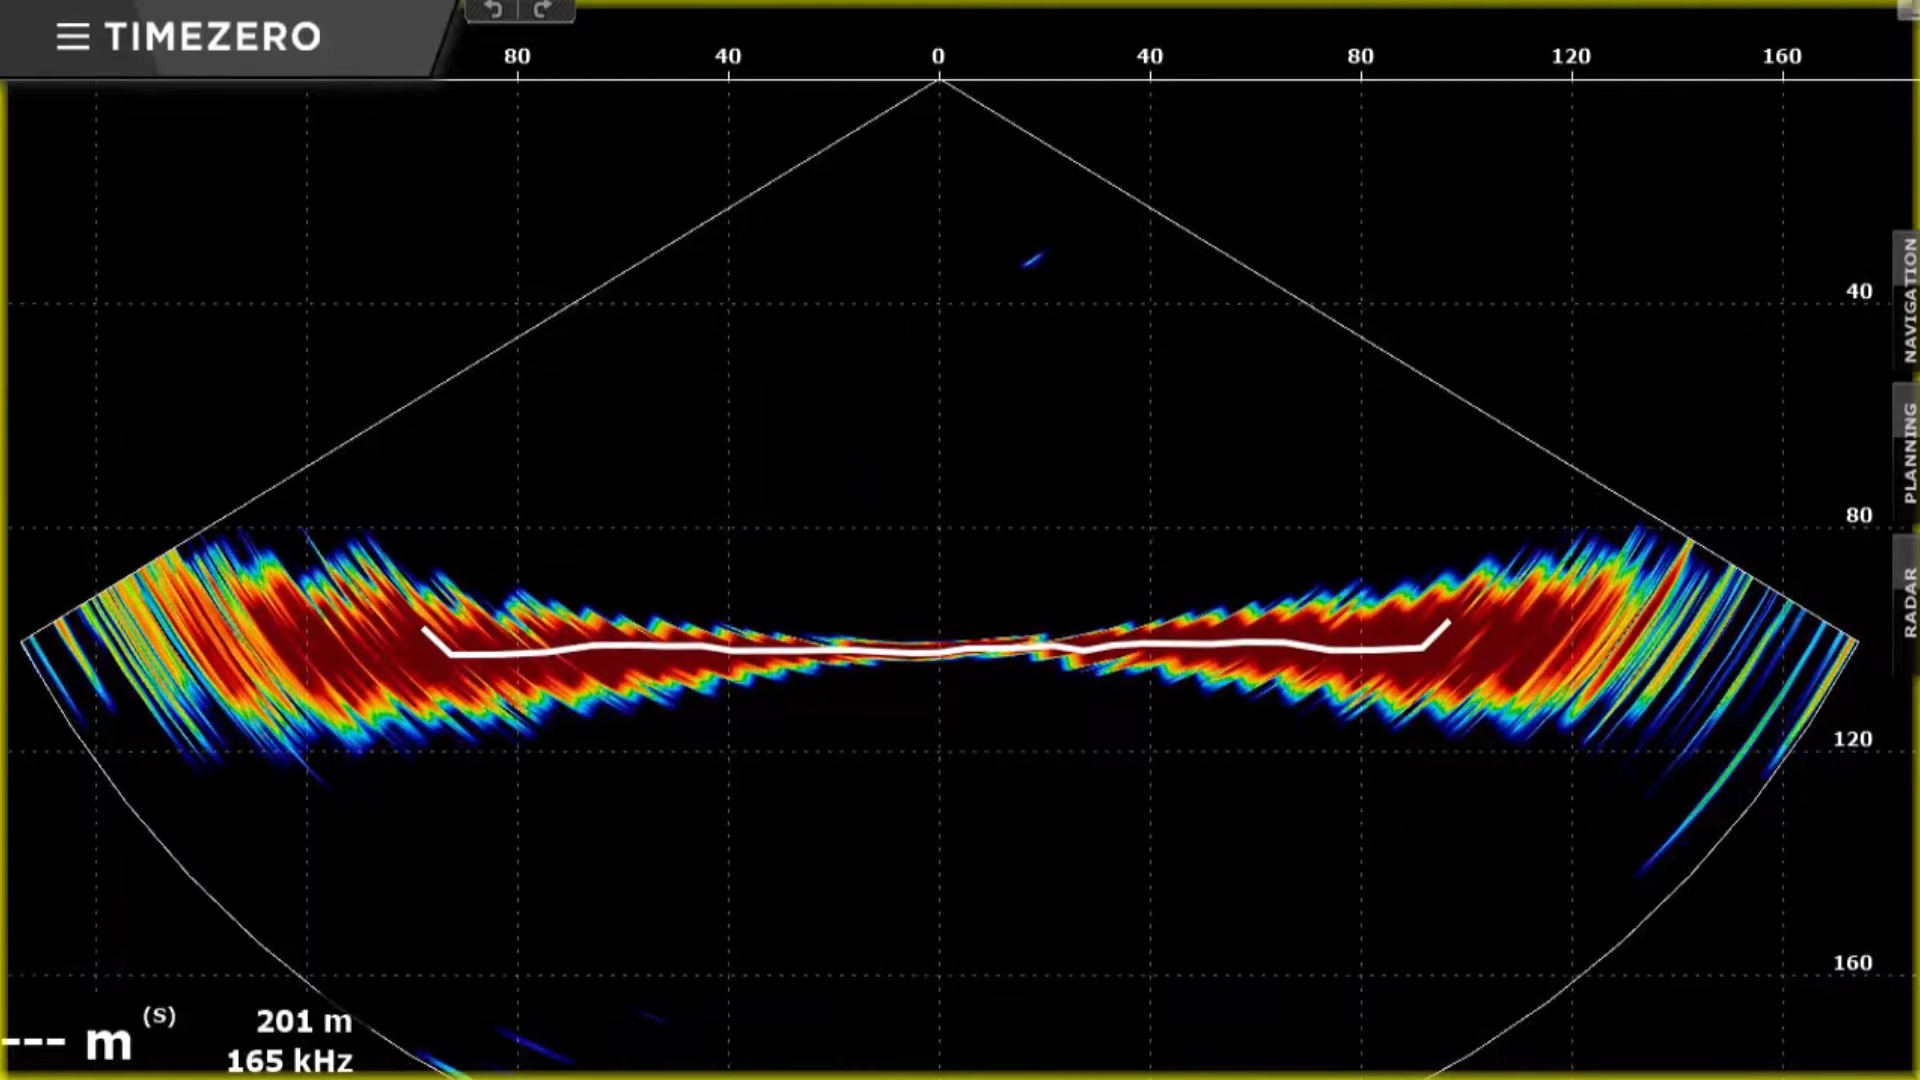 TIMEZERO
80 40 0 40 80 120 160
40
80
120
160
NAVIGATION
PLANNING
RADAR
--- m (s)
201 m
165 kHz